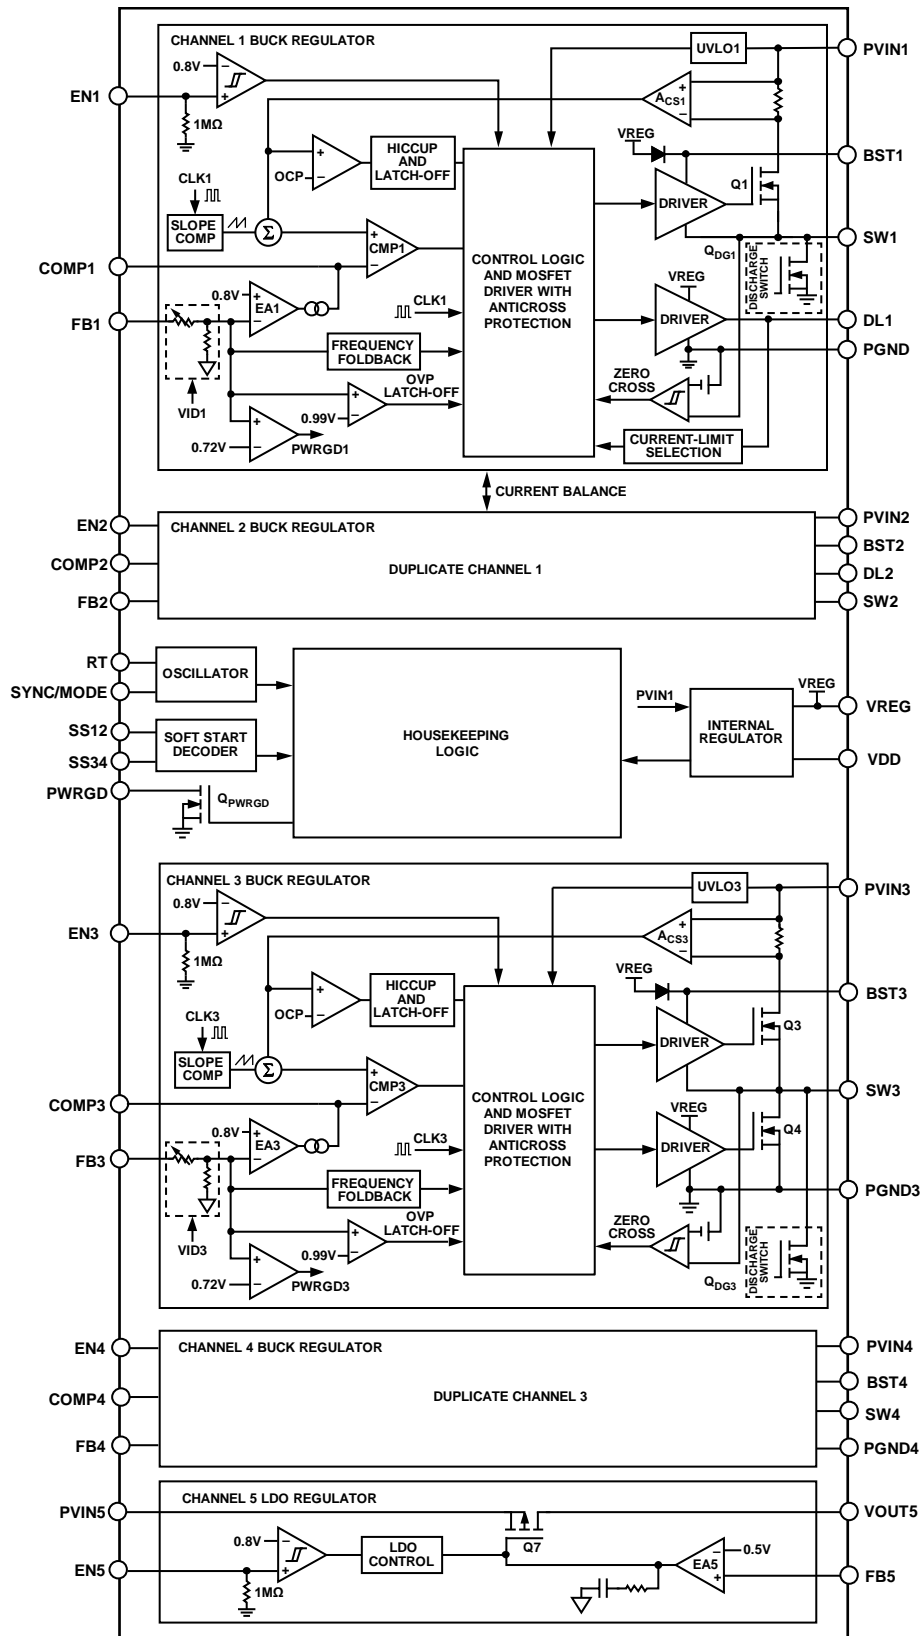 CHANNEL 1 BUCK REGULATOR
UVLO1
PVIN1
0.8V
−
+
EN1
1MΩ
+
ACS1
−
VREG
BST1
+
OCP
−
HICCUP
AND
LATCH-OFF
Q1
DRIVER
CLK1
SLOPE
COMP
Σ
+
CMP1
−
SW1
QDG1
DISCHARGE
SWITCH
COMP1
CONTROL LOGIC
AND MOSFET
DRIVER WITH
ANTICROSS
PROTECTION
0.8V
+
EA1
−
CLK1
VREG
DRIVER
FB1
DL1
FREQUENCY
FOLDBACK
PGND
VID1
OVP
LATCH-OFF
ZERO
CROSS
+
0.99V
−
+
0.72V
−
PWRGD1
CURRENT-LIMIT
SELECTION
CURRENT BALANCE
EN2
CHANNEL 2 BUCK REGULATOR
PVIN2
BST2
COMP2
DUPLICATE CHANNEL 1
DL2
FB2
SW2
RT
OSCILLATOR
SYNC/MODE
PVIN1
VREG
VREG
SS12
SOFT START
DECODER
HOUSEKEEPING
LOGIC
INTERNAL
REGULATOR
SS34
VDD
PWRGD
QPWRGD
CHANNEL 3 BUCK REGULATOR
UVLO3
PVIN3
0.8V
−
+
EN3
1MΩ
+
ACS3
−
VREG
BST3
+
OCP
−
HICCUP
AND
LATCH-OFF
Q3
DRIVER
CLK3
SLOPE
COMP
Σ
+
CMP3
−
SW3
COMP3
CONTROL LOGIC
AND MOSFET
DRIVER WITH
ANTICROSS
PROTECTION
0.8V
+
EA3
−
CLK3
VREG
DRIVER
Q4
FB3
FREQUENCY
FOLDBACK
PGND3
VID3
OVP
LATCH-OFF
ZERO
CROSS
+
0.99V
−
+
0.72V
−
PWRGD3
QDG3
DISCHARGE
SWITCH
EN4
CHANNEL 4 BUCK REGULATOR
PVIN4
BST4
COMP4
DUPLICATE CHANNEL 3
SW4
FB4
PGND4
CHANNEL 5 LDO REGULATOR
PVIN5
VOUT5
Q7
0.8V
−
+
LDO
CONTROL
−
0.5V
EA5
+
EN5
1MΩ
FB5